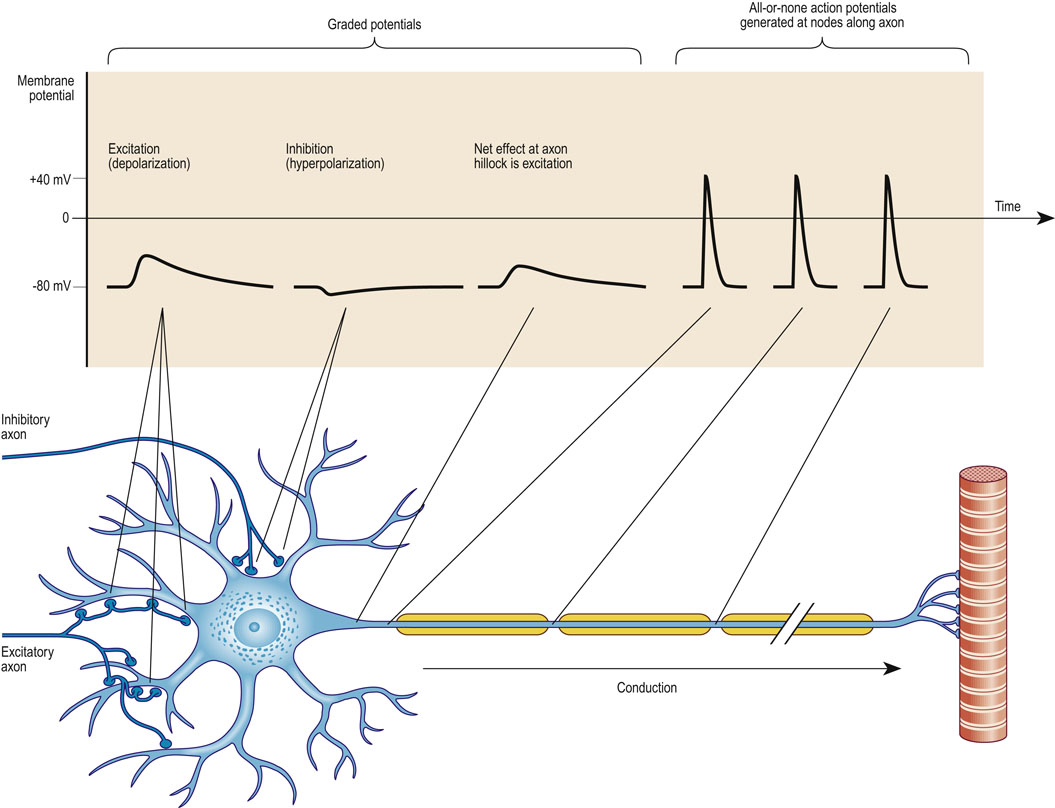 Graded potentials
All-or-none action potentials
generated at nodes along axon
Membrane
potential
Excitation
(depolarization)
Inhibition
(hyperpolarization)
Net effect at axon
hillock is excitation
+40 mV
0
Time
-80 mV
Inhibitory
axon
Excitatory
axon
Conduction